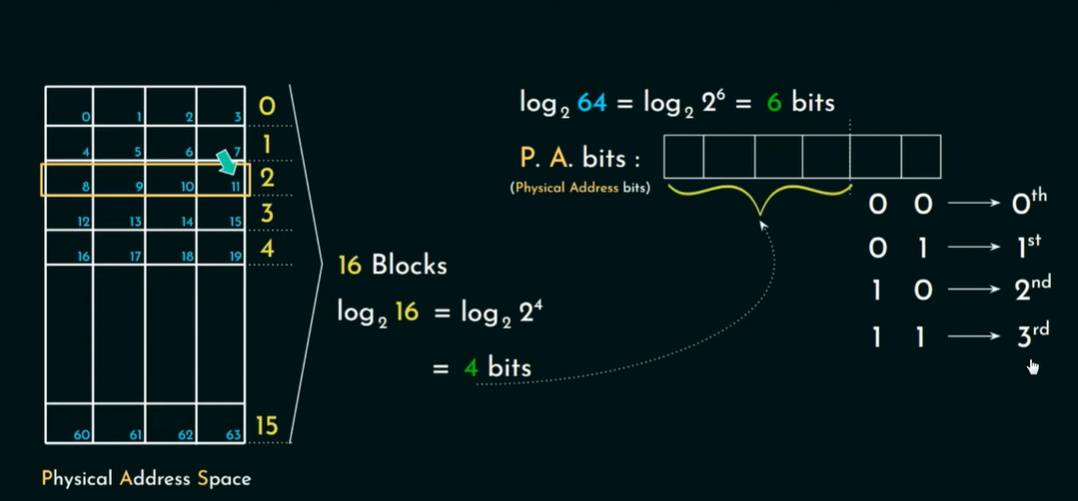 0 1 2 3 0
4 5 6 7 1
8 9 10 11 2
12 13 14 15 3
16 17 18 19 4
60 61 62 63 15
Physical Address Space
16 Blocks
log₂ 16 = log₂ 2⁴
= 4 bits
log₂ 64 = log₂ 2⁶ = 6 bits
P. A. bits :
(Physical Address bits)
0 0 → 0th
0 1 → 1st
1 0 → 2nd
1 1 → 3rd